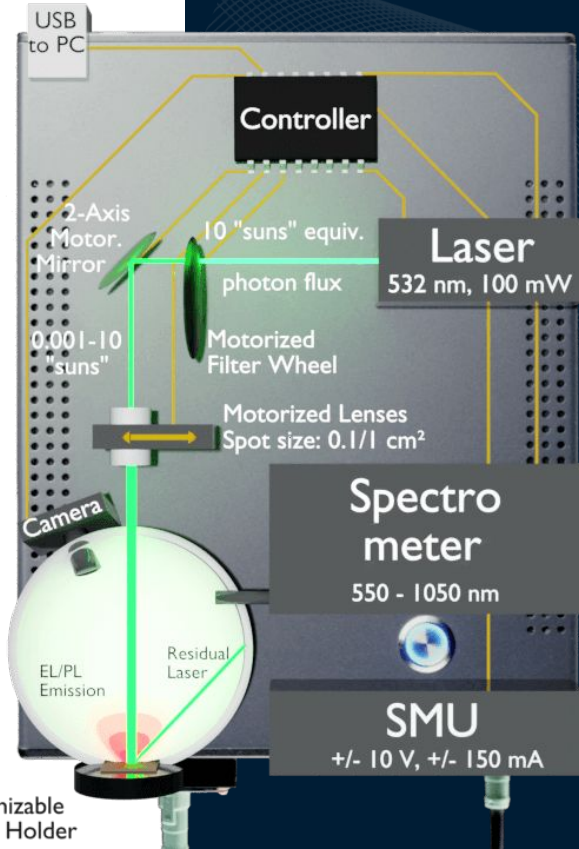 USB
to PC
Controller
2-Axis
Motor.
Mirror
10 "suns" equiv.
photon flux
Laser
532 nm, 100 mW
0.001-10
"suns"
Motorized
Filter Wheel
Motorized Lenses
Spot size: 0.1/1 cm²
Camera
Spectro
meter
550 - 1050 nm
EL/PL
Emission
Residual
Laser
SMU
+/- 10 V, +/- 150 mA
Holder